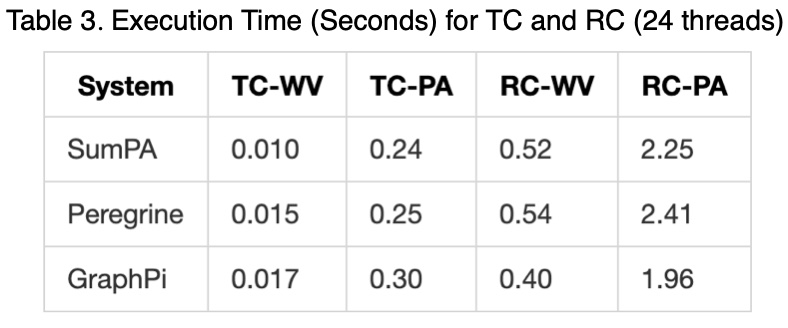 Table 3. Execution Time (Seconds) for TC and RC (24 threads)
System TC-WV TC-PA RC-WV RC-PA
SumPA 0.010 0.24 0.52 2.25
Peregrine 0.015 0.25 0.54 2.41
GraphPi 0.017 0.30 0.40 1.96